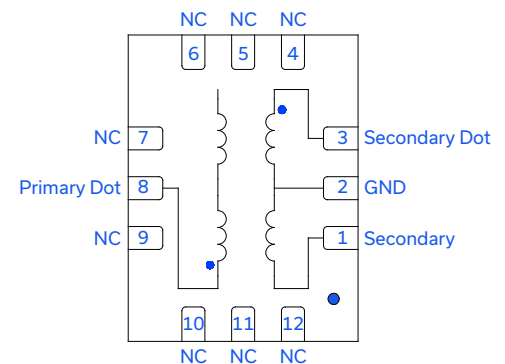 NC NC NC
6 5 4
NC 7 3 Secondary Dot
Primary Dot 8 2 GND
NC 9 1 Secondary
10 11 12
NC NC NC